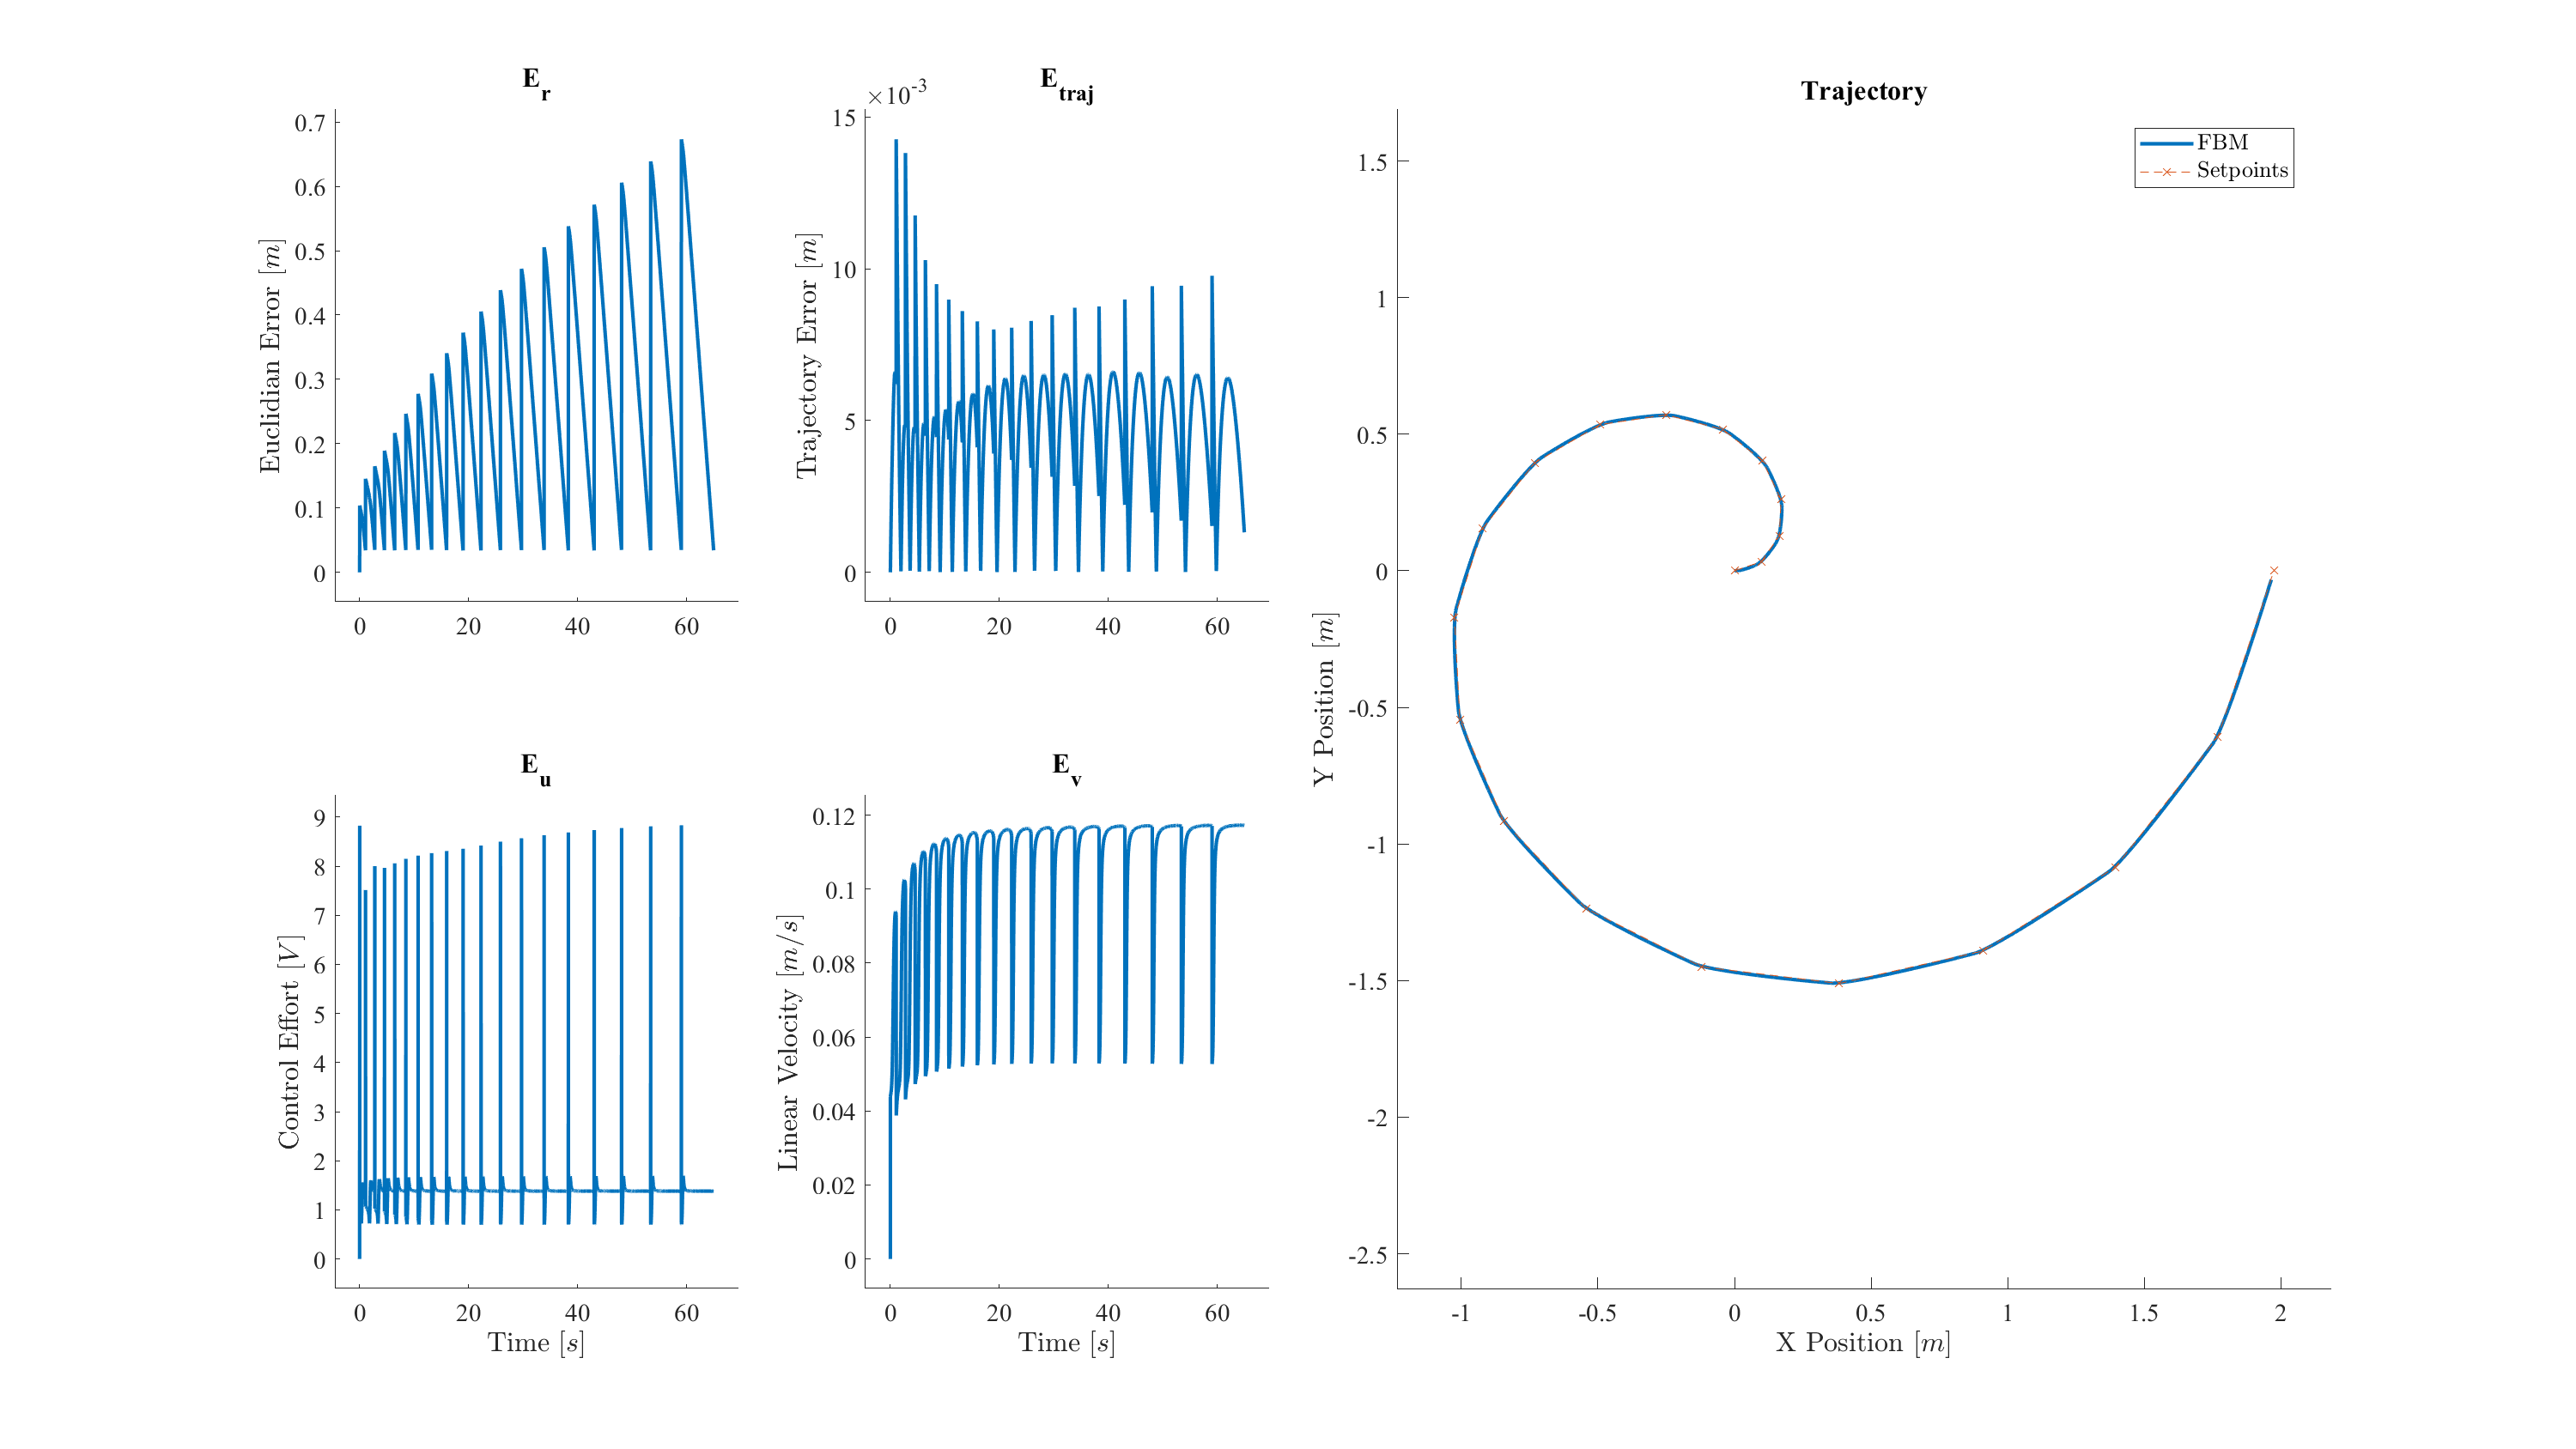 E_r
0.7
0.6
0.5
0.4
0.3
0.2
0.1
0
Euclidian Error [m]
0 20 40 60
E_traj
×10^-3
15
10
5
0
Trajectory Error [m]
0 20 40 60
E_u
9
8
7
6
5
4
3
2
1
0
Control Effort [V]
0 20 40 60
Time [s]
E_v
0.12
0.1
0.08
0.06
0.04
0.02
0
Linear Velocity [m/s]
0 20 40 60
Time [s]
Trajectory
FBM
Setpoints
1.5
1
0.5
0
-0.5
-1
-1.5
-2
-2.5
Y Position [m]
-1 -0.5 0 0.5 1 1.5 2
X Position [m]